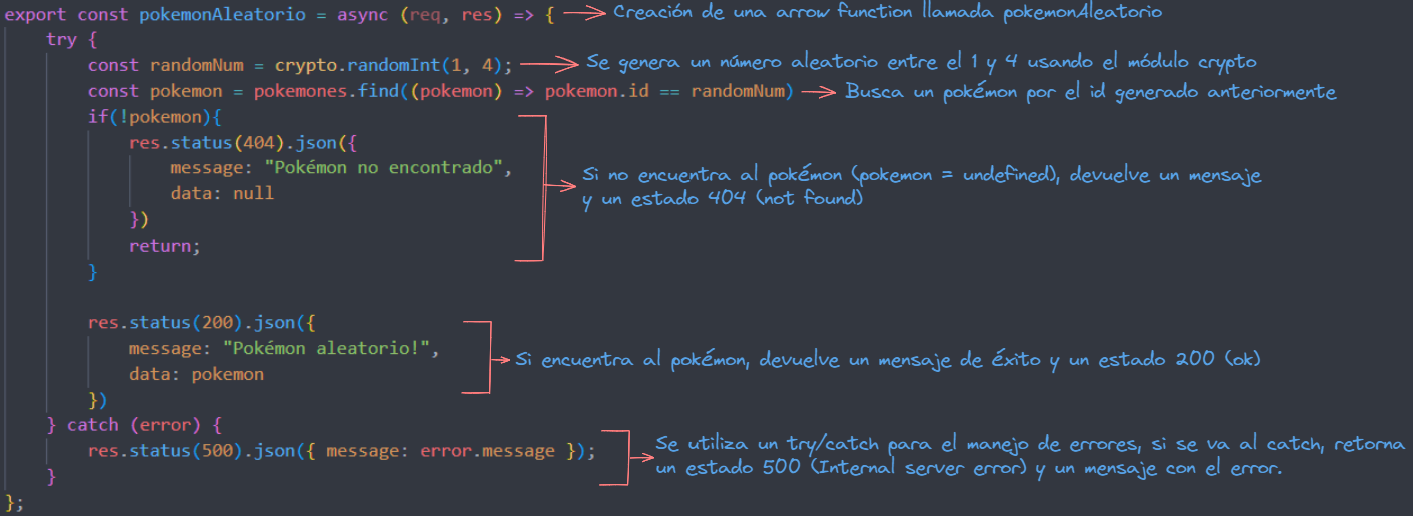 export const pokemonAleatorio = async (req, res) => { Creación de una arrow function llamada pokemonAleatorio
try {
const randomNum = crypto.randomInt(1, 4); Se genera un número aleatorio entre el 1 y 4 usando el módulo crypto
const pokemon = pokemones.find((pokemon) => pokemon.id == randomNum) Busca un pokémon por el id generado anteriormente
if(!pokemon){
res.status(404).json({
message: "Pokémon no encontrado",
data: null
})
return;
}
Si no encuentra al pokémon (pokemon = undefined), devuelve un mensaje
y un estado 404 (not found)
res.status(200).json({
message: "Pokémon aleatorio!",
data: pokemon
})
Si encuentra al pokémon, devuelve un mensaje de éxito y un estado 200 (ok)
} catch (error) {
res.status(500).json({ message: error.message });
}
};
Se utiliza un try/catch para el manejo de errores, si se va al catch, retorna
un estado 500 (Internal server error) y un mensaje con el error.